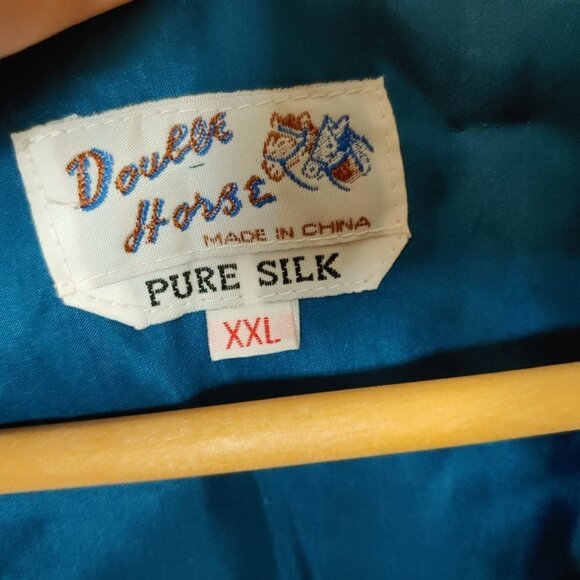 Double
Horse
MADE IN CHINA
PURE SILK
XXL